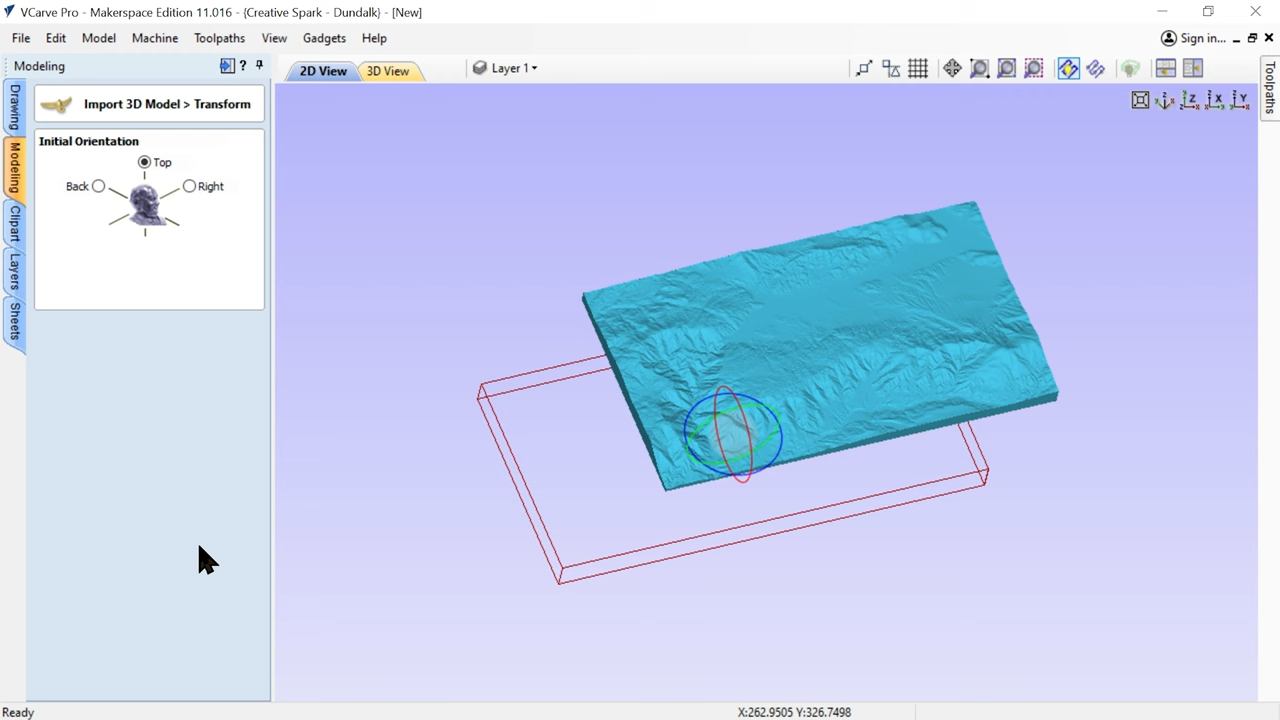 VCarve Pro - Makerspace Edition 11.016 - {Creative Spark - Dundalk} - [New]
File Edit Model Machine Toolpaths View Gadgets Help
Sign in...
Modeling
2D View
3D View
Layer 1
Toolpaths
Drawing
Modeling
Clipart
Layers
Sheets
Import 3D Model > Transform
Initial Orientation
Top
Back
Right
Z X Y
Ready
X:262.9505 Y:326.7498